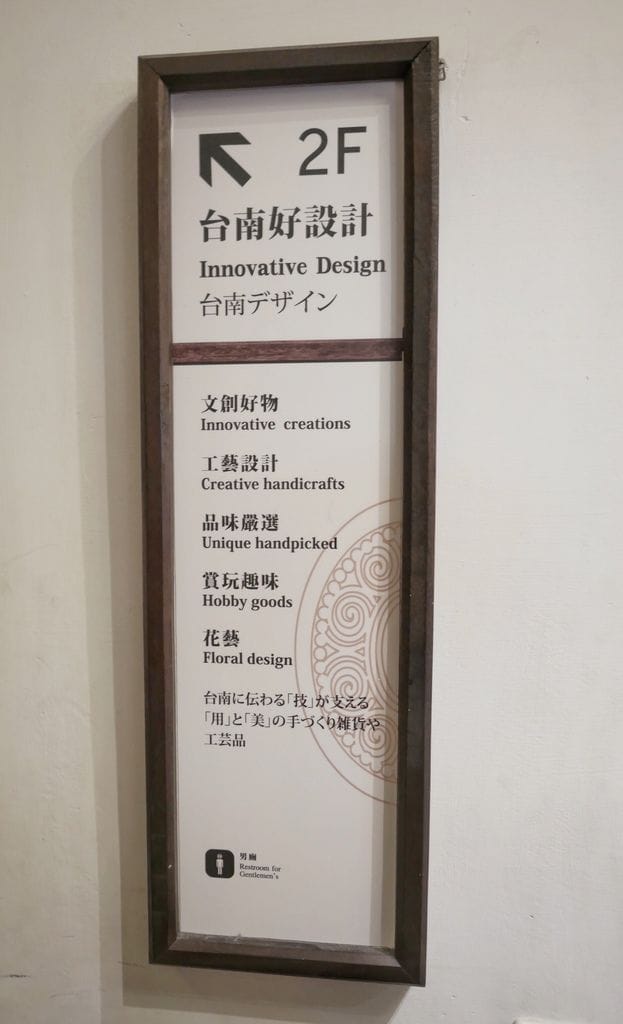 2F
台南好設計
Innovative Design
台南デザイン
文創好物
Innovative creations
工藝設計
Creative handicrafts
品味嚴選
Unique handpicked
賞玩趣味
Hobby goods
花藝
Floral design
台南に伝わる「技」が支える
「用」と「美」の手づくり雑貨や
工芸品
男廁
Restroom for
Gentlemen's